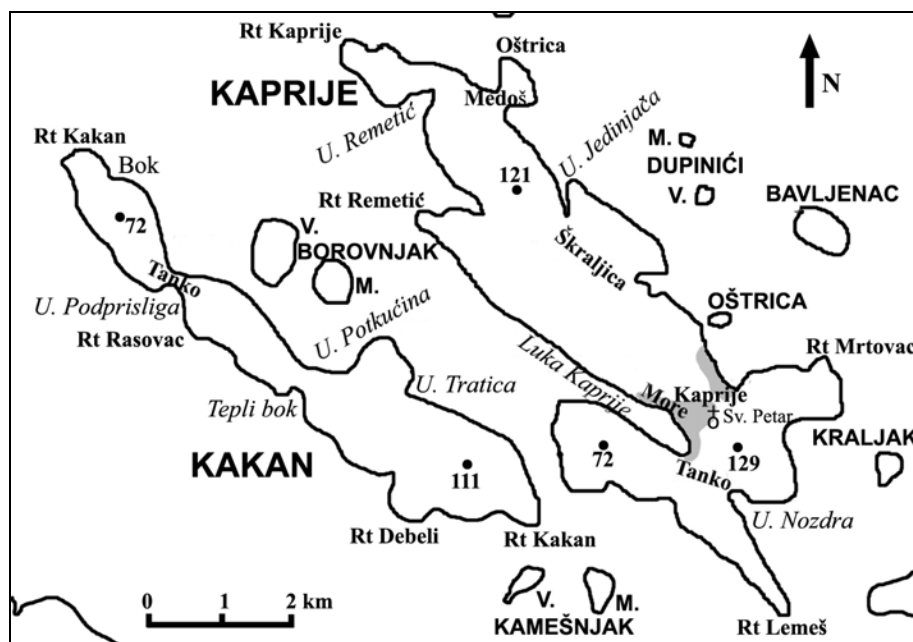 Rt Kaprije
Oštrica
KAPRIJE
Medoš
N
U. Remetić
U. Jedinjača
M.
DUPINIĆI
V.
Rt Kakan
Bok
121
BAVLJENAC
Rt Remetić
72
V.
BOROVNJAK
M.
Škraljica
Tanko
U. Podprisliga
U. Potkućina
OŠTRICA
Rt Rasovac
Luka Kaprije
Rt Mrtovac
U. Tratica
More
Kaprije
Sv. Petar
Tepli bok
KRALJAK
KAKAN
72
129
111
Tanko
U. Nozdra
Rt Debeli
Rt Kakan
0 1 2 km
V.
M.
KAMEŠNJAK
Rt Lemeš